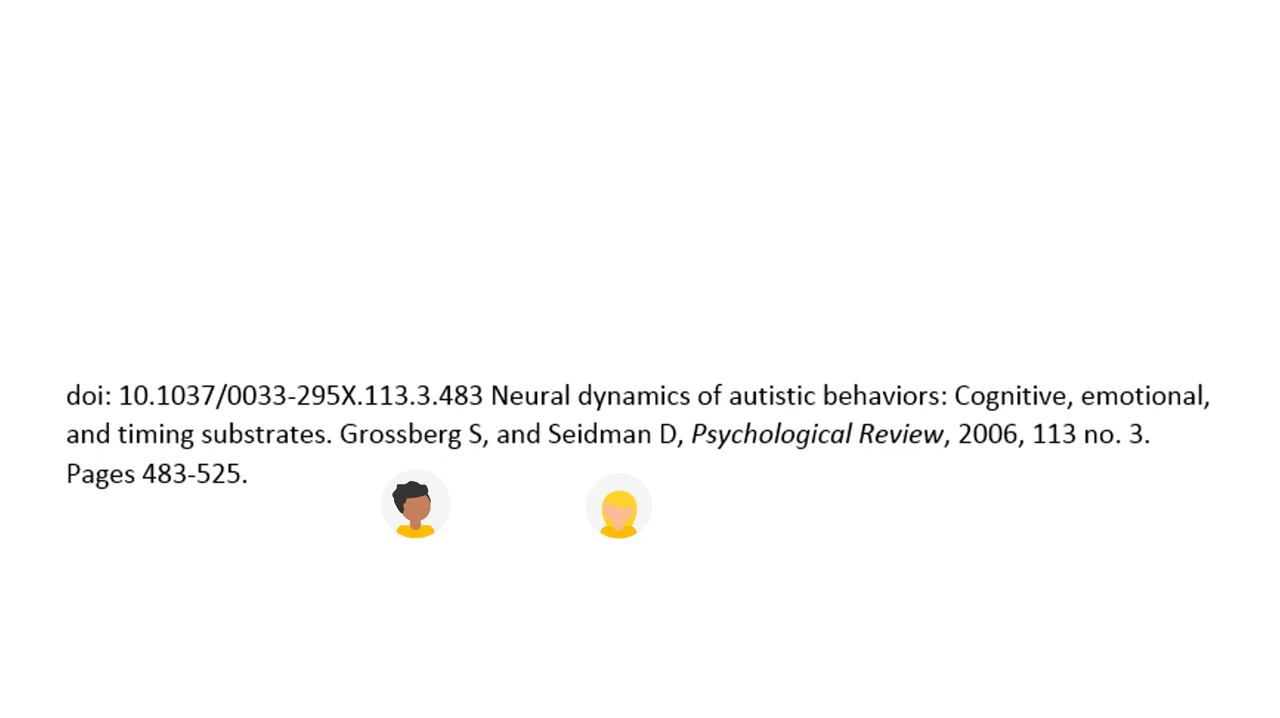 doi: 10.1037/0033-295X.113.3.483 Neural dynamics of autistic behaviors: Cognitive, emotional,
and timing substrates. Grossberg S, and Seidman D, Psychological Review, 2006, 113 no. 3.
Pages 483-525.